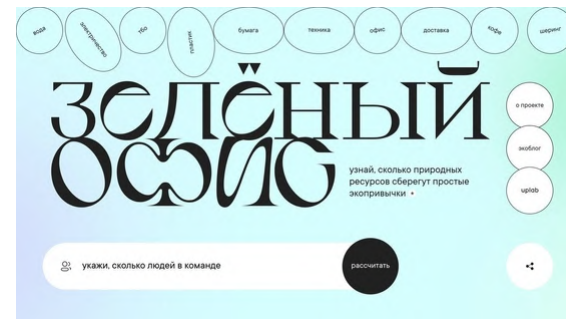 вода
электричество
тбо
пластик
бумага
техника
офис
доставка
кофе
шеринг
зелёный
офис
о проекте
экоблог
uplab
узнай, сколько природных
ресурсов сберегут простые
экопривычки
укажи, сколько людей в команде
рассчитать